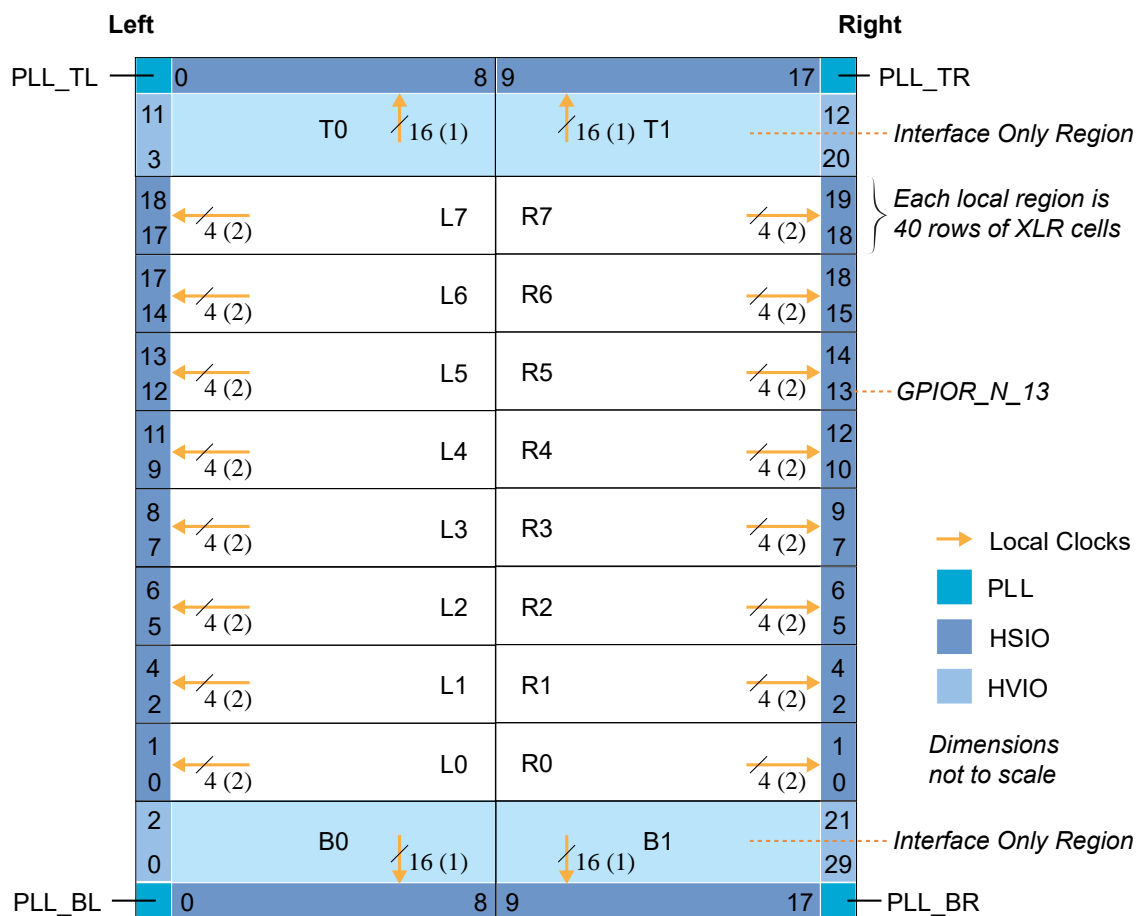 Left
Right
PLL_TL
0
8
9
17
PLL_TR
11
T0
16 (1)
16 (1)
T1
12
Interface Only Region
3
20
18
L7
R7
19
Each local region is
17
4 (2)
4 (2)
18
40 rows of XLR cells
17
L6
R6
18
14
4 (2)
4 (2)
15
13
L5
R5
14
12
4 (2)
4 (2)
13
GPIOR_N_13
11
L4
R4
12
9
4 (2)
4 (2)
10
8
L3
R3
9
7
4 (2)
4 (2)
7
Local Clocks
6
L2
R2
6
PLL
5
4 (2)
4 (2)
5
HSIO
4
L1
R1
4
2
4 (2)
4 (2)
2
HVIO
1
L0
R0
1
0
4 (2)
4 (2)
0
Dimensions
not to scale
2
B0
16 (1)
16 (1)
B1
21
Interface Only Region
0
29
PLL_BL
0
8
9
17
PLL_BR